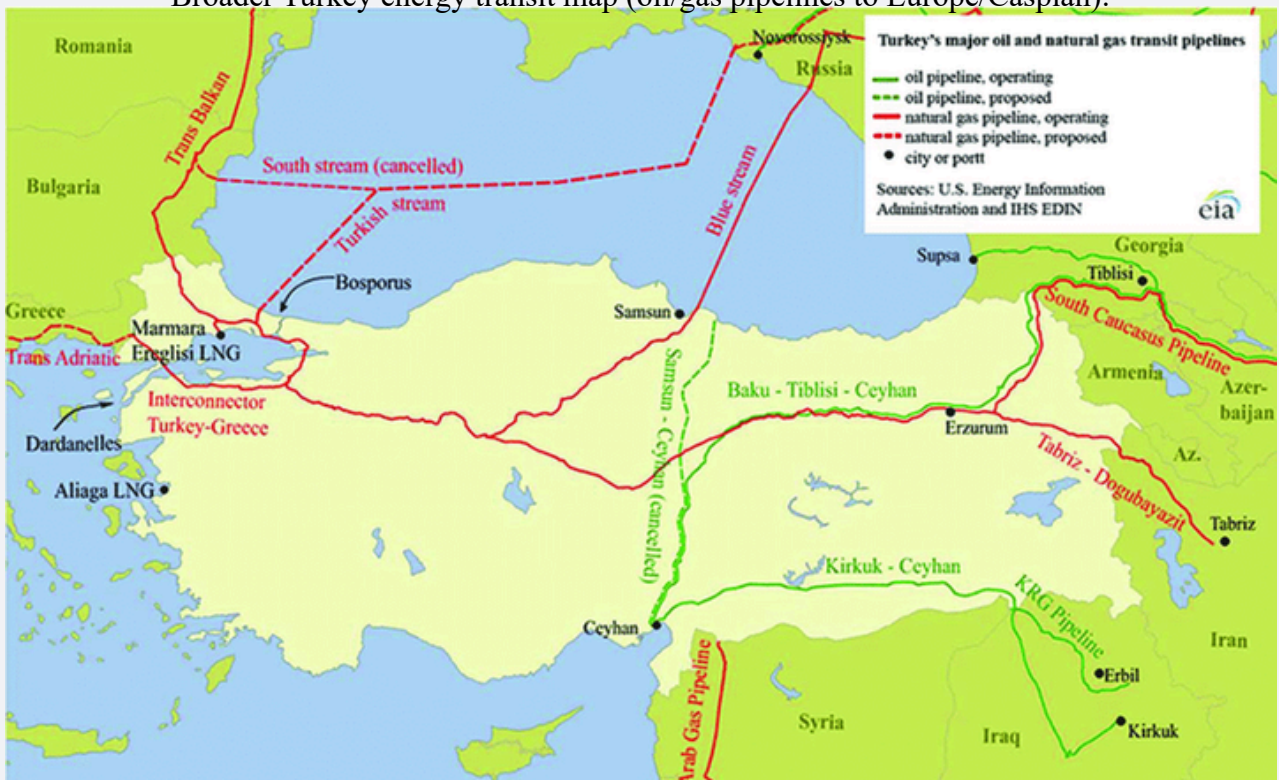 Broader Turkey energy transit map (oil/gas pipelines to Europe/Caspian).
Romania
Novorossiysk
Russia
Turkey's major oil and natural gas transit pipelines
oil pipeline, operating
oil pipeline, proposed
natural gas pipeline, operating
natural gas pipeline, proposed
city or portt
Sources: U.S. Energy Information
Administration and IHS EDIN
eia
Trans Balkan
South stream (cancelled)
Bulgaria
Turkish stream
Blue stream
Supsa
Georgia
Tiblisi
Bosporus
South Caucasus Pipeline
Greece
Marmara
Ereglisi LNG
Samsun
Trans Adriatic
Armenia
Azer-
baijan
Interconnector
Turkey-Greece
Samsun - Ceyhan (cancelled)
Baku - Tiblisi - Ceyhan
Erzurum
Dardanelles
Az.
Tabriz - Dogubayazit
Aliaga LNG
Tabriz
Kirkuk - Ceyhan
KRG Pipeline
Ceyhan
Iran
Arab Gas Pipeline
Erbil
Syria
Iraq
Kirkuk